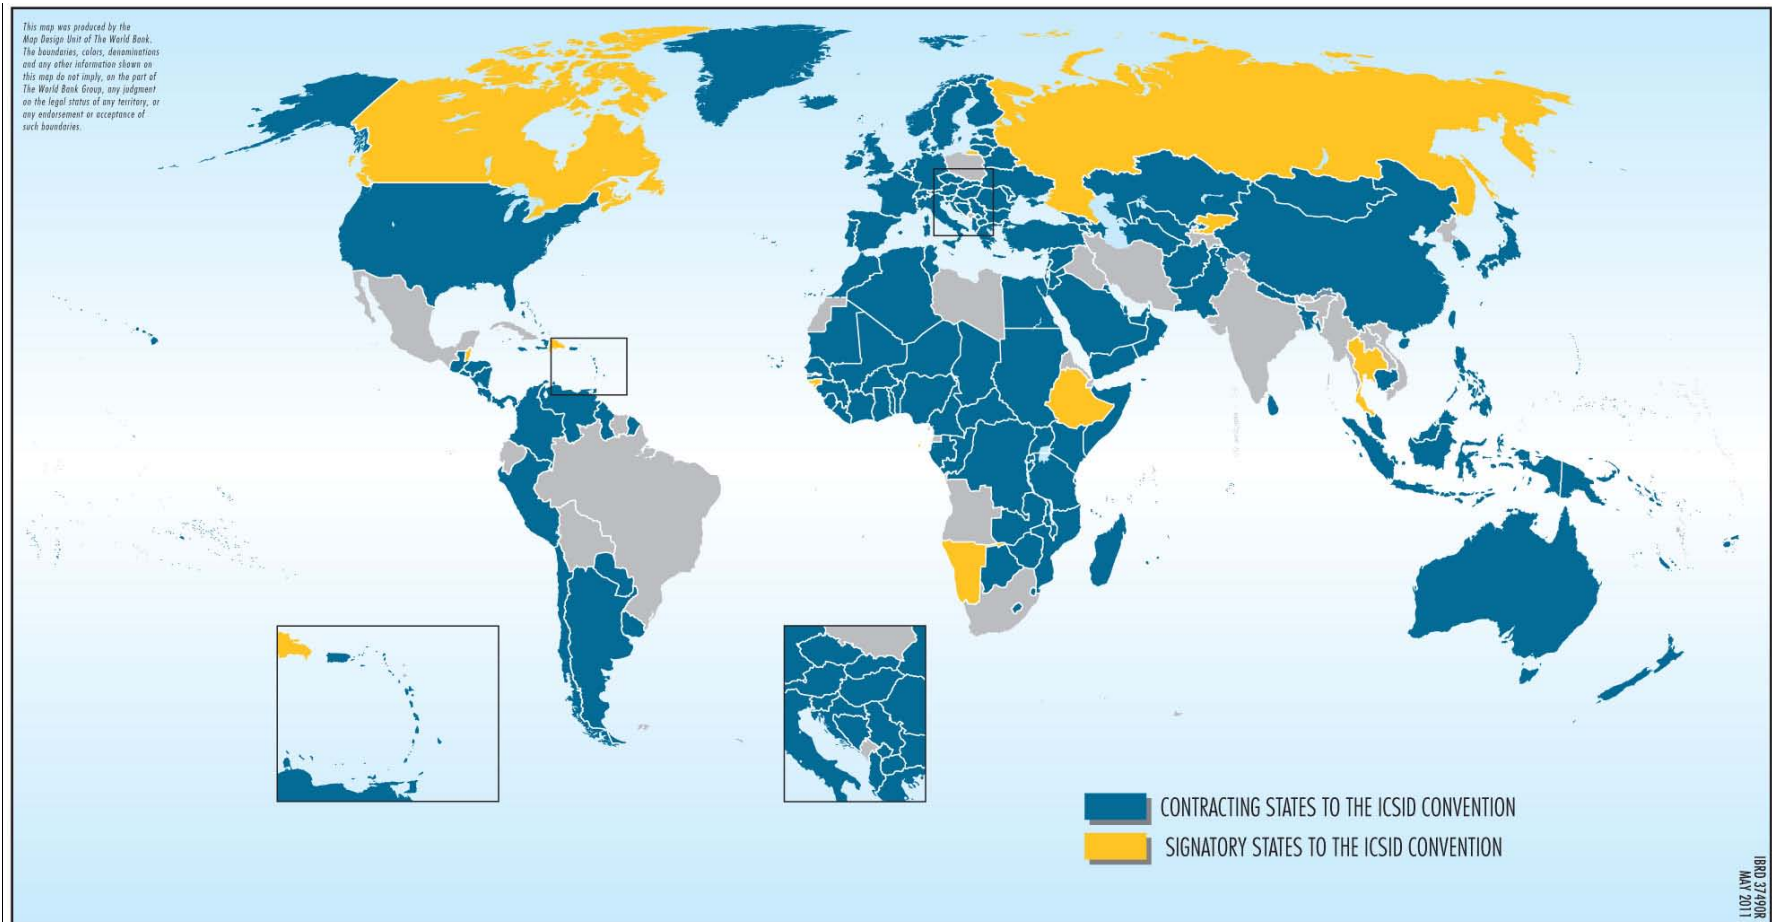 This map was produced by the
Map Design Unit of The World Bank.
The boundaries, colors, denominations
and any other information shown on
this map do not imply, on the part of
The World Bank Group, any judgment
on the legal status of any territory, or
any endorsement or acceptance of
such boundaries.
CONTRACTING STATES TO THE ICSID CONVENTION
SIGNATORY STATES TO THE ICSID CONVENTION
IBRD 37490R
MAY 2011